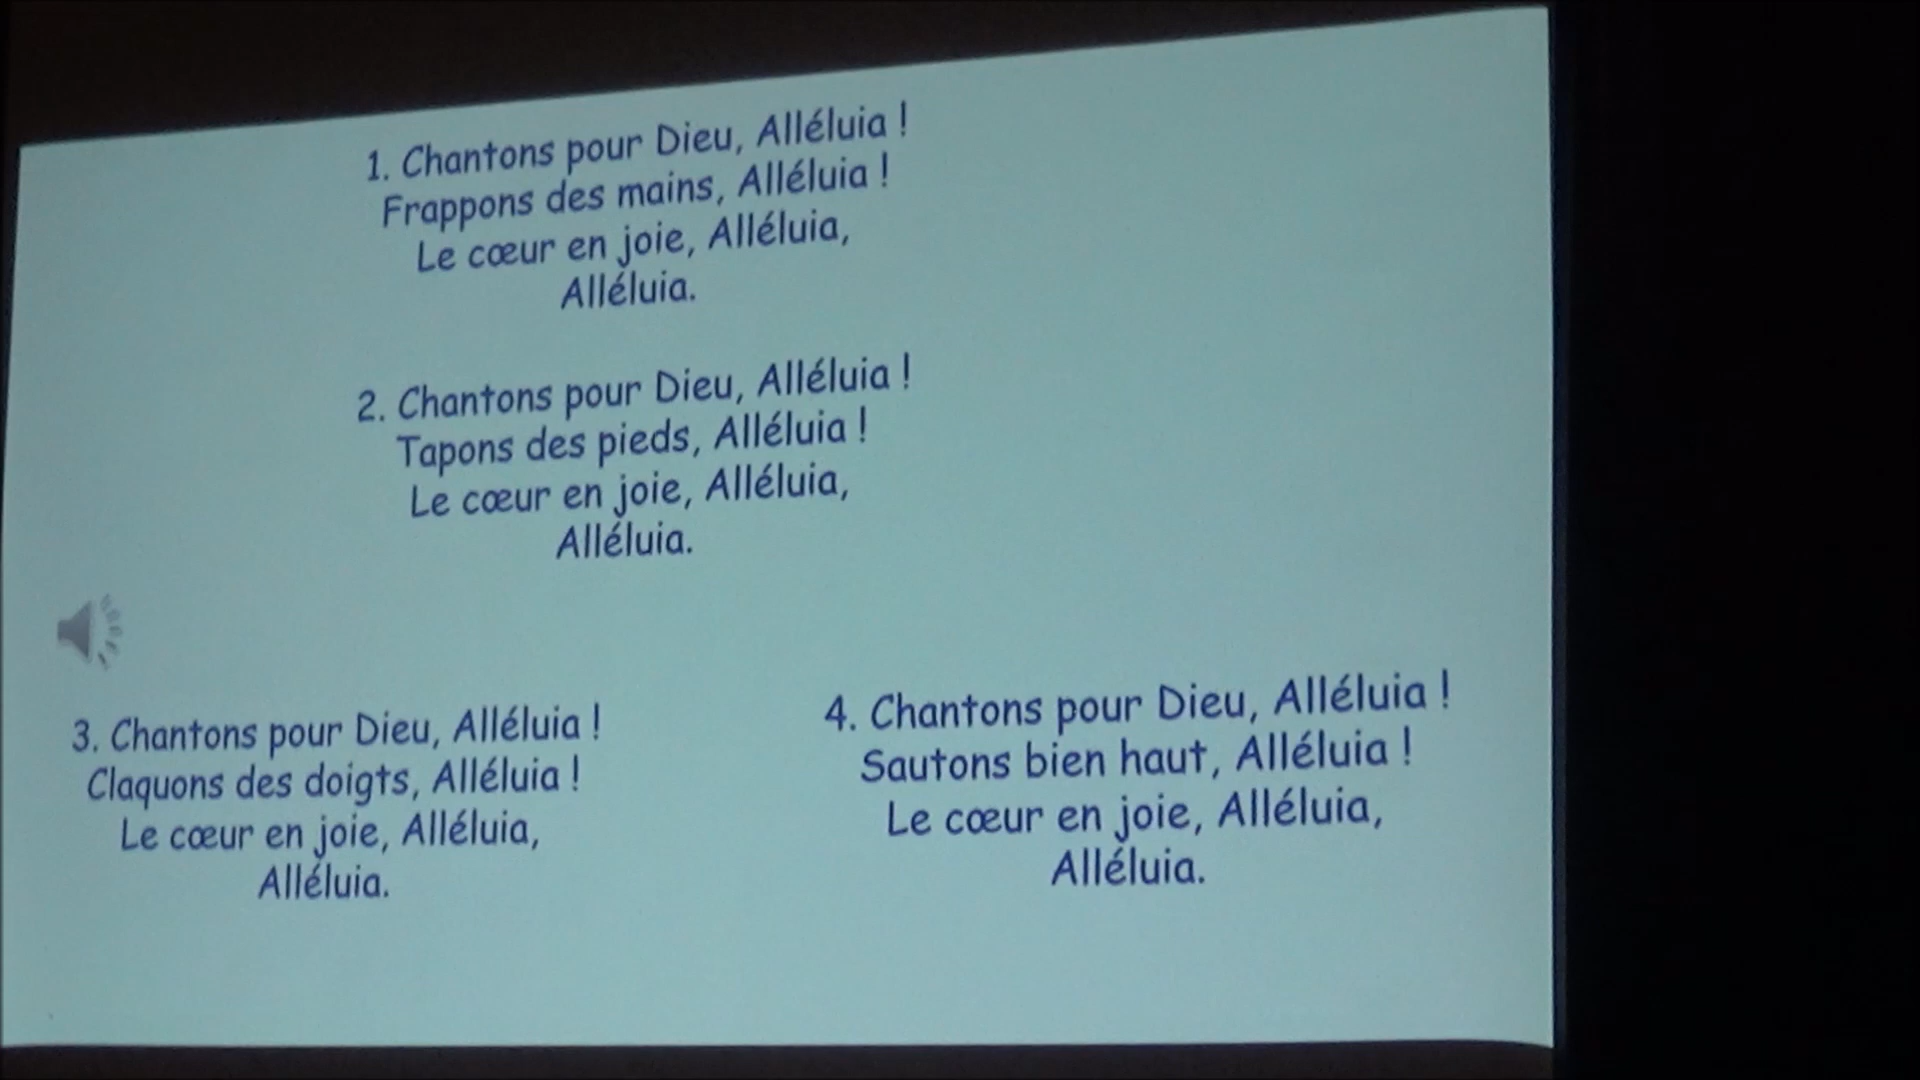 1. Chantons pour Dieu, Alléluia !
Frappons des mains, Alléluia !
Le cœur en joie, Alléluia,
Alléluia.
2. Chantons pour Dieu, Alléluia !
Tapons des pieds, Alléluia !
Le cœur en joie, Alléluia,
Alléluia.
3. Chantons pour Dieu, Alléluia !
Claquons des doigts, Alléluia !
Le cœur en joie, Alléluia,
Alléluia.
4. Chantons pour Dieu, Alléluia !
Sautons bien haut, Alléluia !
Le cœur en joie, Alléluia,
Alléluia.